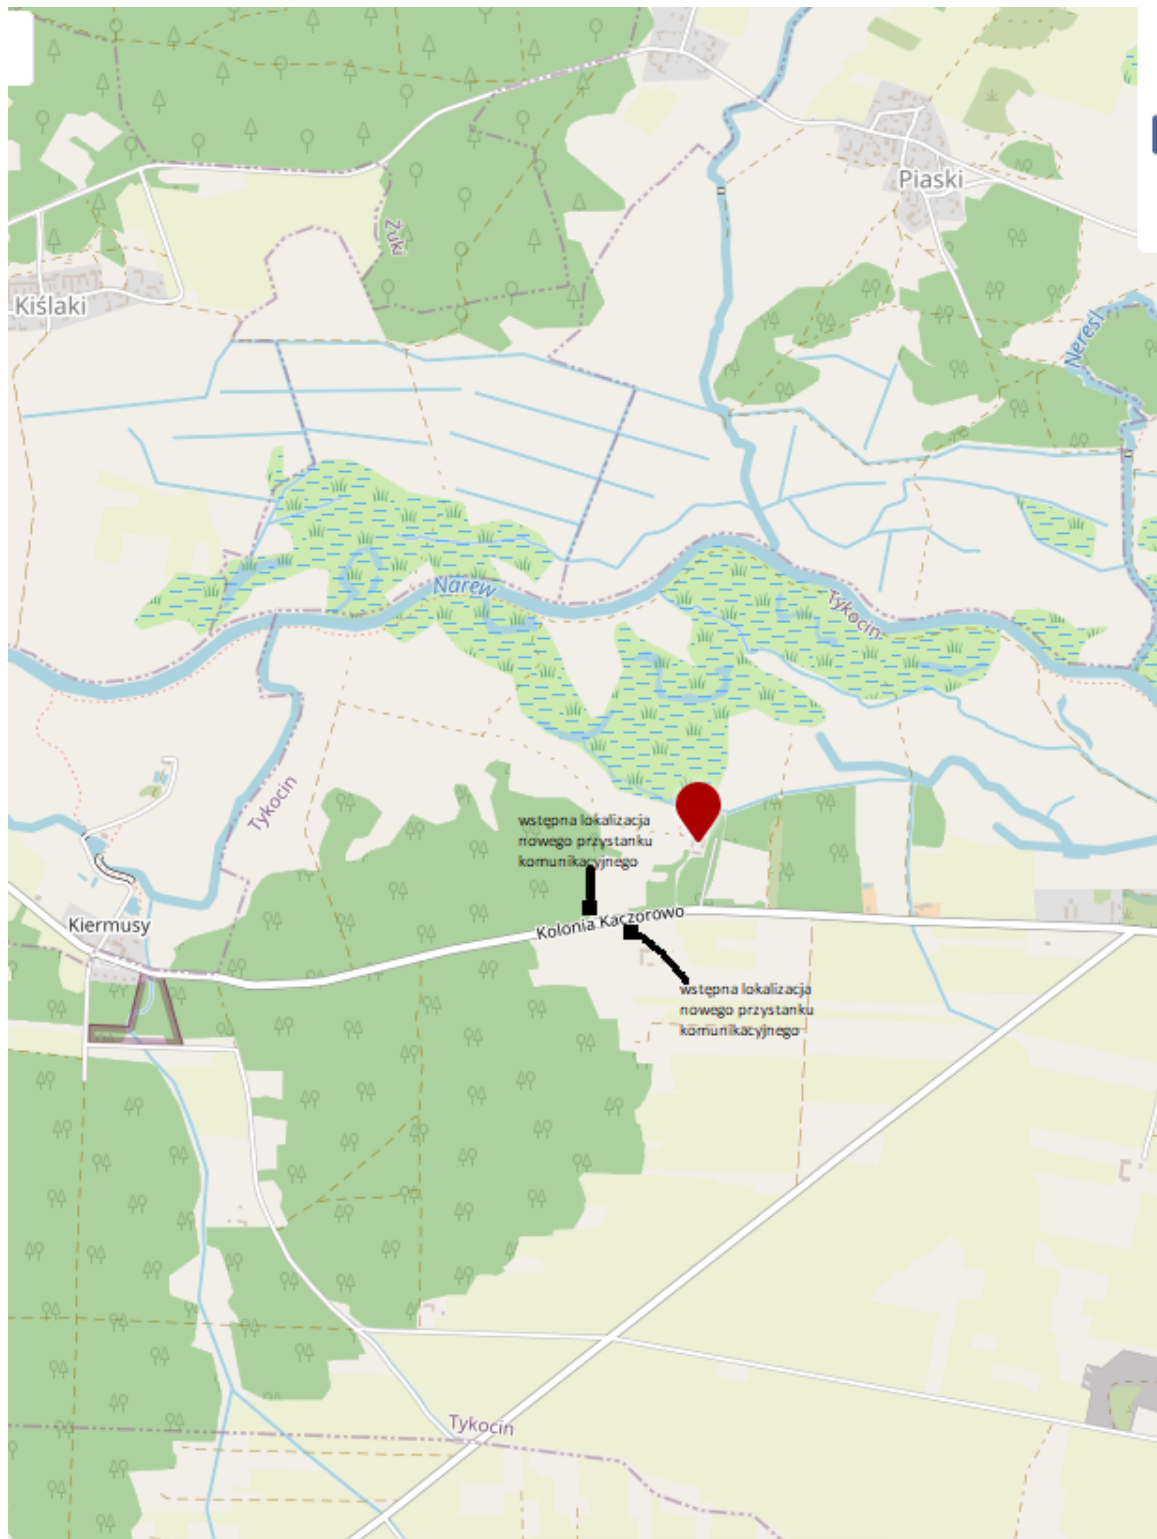 Piaski
Żuki
Kiślaki
Nereśl
Narew
Tykocin
Tykocin
wstępna lokalizacja
nowego przystanku
komunikacyjnego
Kiermusy
Kolonia Kaczorowo
wstępna lokalizacja
nowego przystanku
komunikacyjnego
Tykocin